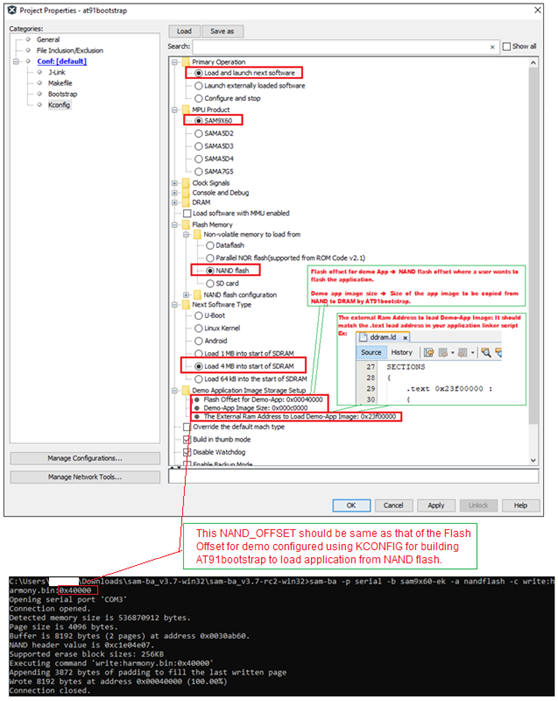 Project Properties - at91bootstrap
Categories:
General
File Inclusion/Exclusion
Conf: [default]
J-Link
Makefile
Bootstrap
Kconfig
Manage Configurations...
Manage Network Tools...
Load
Save as
Search:
Show all
Primary Operation
Load and launch next software
Launch externally loaded software
Configure and stop
MPU Product
SAM9X60
SAMA5D2
SAMA5D3
SAMA5D4
SAMA7G5
Clock Signals
Console and Debug
DRAM
Load software with MMU enabled
Flash Memory
Non-volatile memory to load from
Dataflash
Parallel NOR flash(supported from ROM Code v2.1)
NAND flash
SD card
NAND flash configuration
Next Software Type
U-Boot
Linux Kernel
Android
Load 1 MB into start of SDRAM
Load 4 MB into start of SDRAM
Load 64 kB into the start of SDRAM
Demo Application Image Storage Setup
Flash Offset for Demo-App: 0x00040000
Demo-App Image Size: 0x000c0000
The External Ram Address to Load Demo-App Image: 0x23f00000
Override the default mach type
Build in thumb mode
Disable Watchdog
Enable Backup Mode
Flash offset for demo App ➔ NAND flash offset where a user wants to
flash the application.
Demo app image size ➔ Size of the app image to be copied from
NAND to DRAM by AT91bootstrap.
The external Ram Address to load Demo-App Image: It should
match the .text load address in your application linker script
Ex:
ddram.ld x
Source History
27 SECTIONS
28 {
29 .text 0x23f00000 :
30 {
OK
Cancel
Apply
Unlock
Help
This NAND_OFFSET should be same as that of the Flash
Offset for demo configured using KCONFIG for building
AT91bootstrap to load application from NAND flash.
C:\Users\ \Downloads\sam-ba_v3.7-win32\sam-ba_v3.7-rc2-win32>sam-ba -p serial -b sam9x60-ek -a nandflash -c write:h
armony.bin:0x40000
Opening serial port 'COM3'
Connection opened.
Detected memory size is 536870912 bytes.
Page size is 4096 bytes.
Buffer is 8192 bytes (2 pages) at address 0x0030ab60.
NAND header value is 0xc1e04e07.
Supported erase block sizes: 256KB
Executing command 'write:harmony.bin:0x40000'
Appending 3872 bytes of padding to fill the last written page
Wrote 8192 bytes at address 0x00040000 (100.00%)
Connection closed.